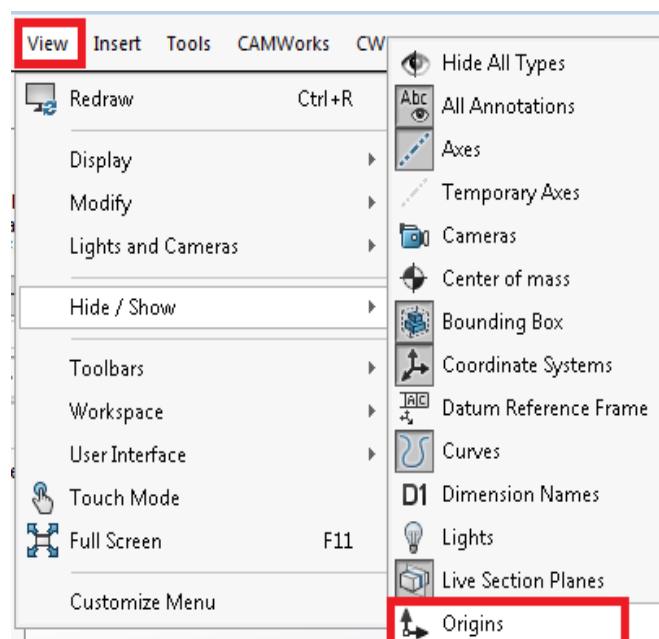 View Insert Tools CAMWorks CW
Redraw Ctrl+R
Display
Modify
Lights and Cameras
Hide / Show
Toolbars
Workspace
User Interface
Touch Mode
Full Screen F11
Customize Menu
Hide All Types
Abc All Annotations
Axes
Temporary Axes
Cameras
Center of mass
Bounding Box
Coordinate Systems
A C Datum Reference Frame
Curves
D1 Dimension Names
Lights
Live Section Planes
Origins